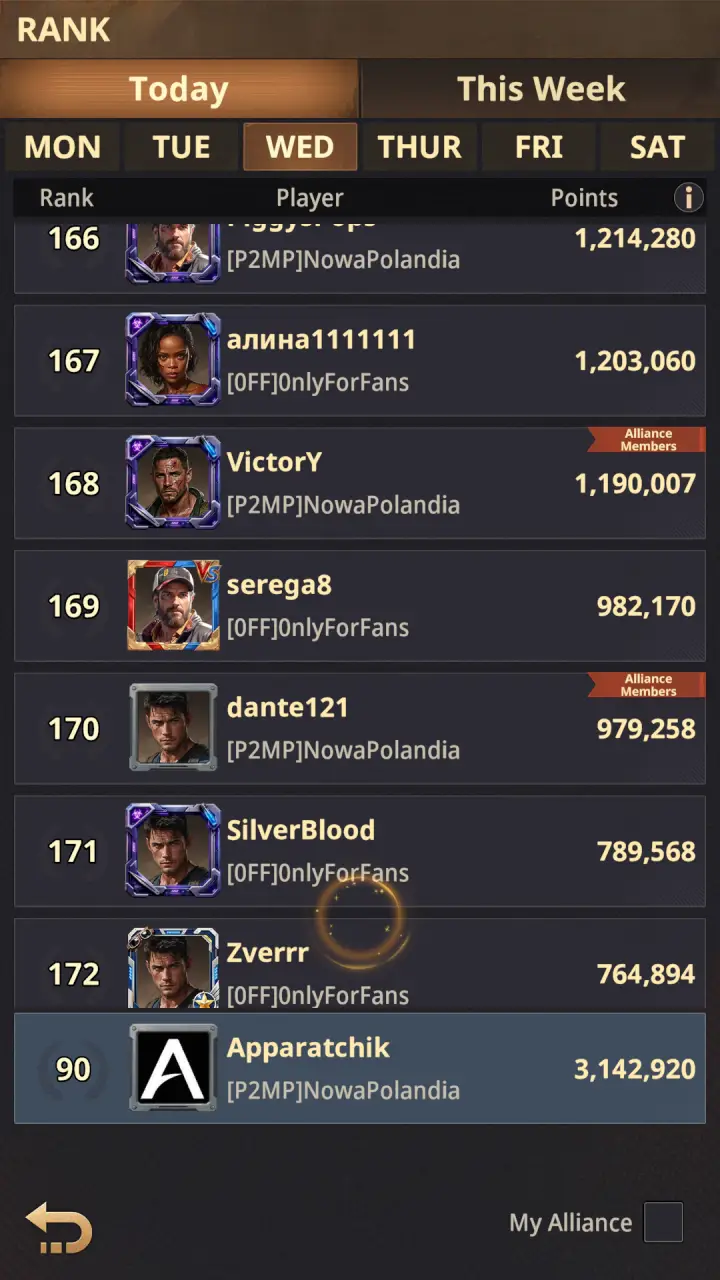 RANK
Today
This Week
MON
TUE
WED
THUR
FRI
SAT
Rank
Player
Points
166
[P2MP]NowaPolandia
1,214,280
167
алина1111111
[0FF]0nlyForFans
1,203,060
168
VictorY
[P2MP]NowaPolandia
Alliance
Members
1,190,007
169
serega8
[0FF]0nlyForFans
982,170
170
dante121
[P2MP]NowaPolandia
Alliance
Members
979,258
171
SilverBlood
[0FF]0nlyForFans
789,568
172
Zverrr
[0FF]0nlyForFans
764,894
90
Apparatchik
[P2MP]NowaPolandia
3,142,920
My Alliance